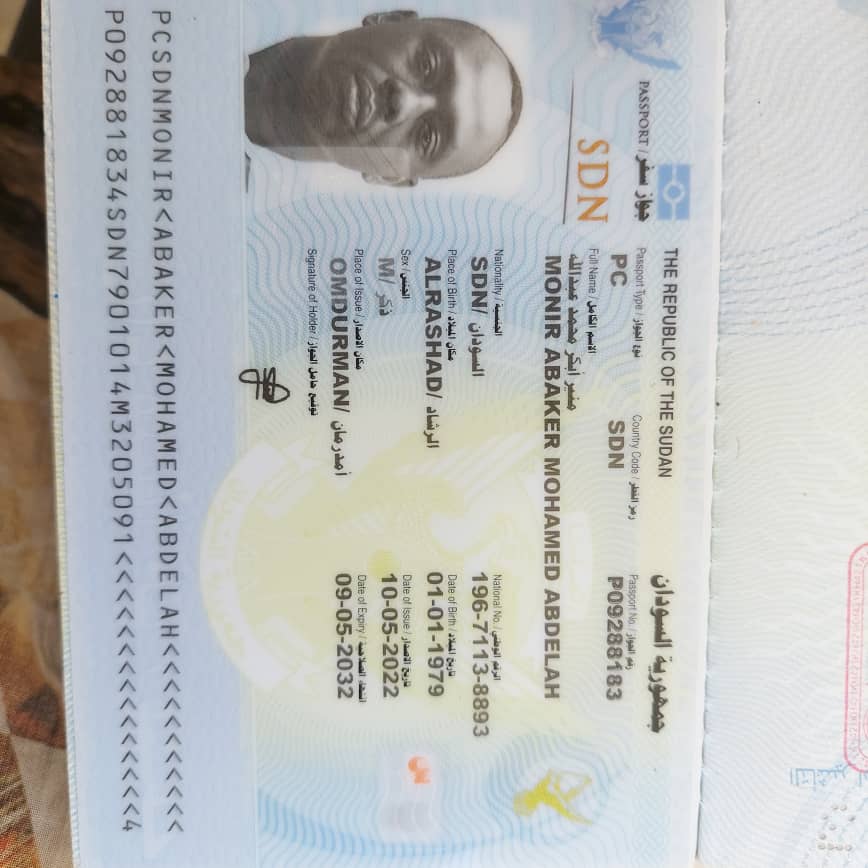 THE REPUBLIC OF THE SUDAN جمهورية السودان
PASSPORT / جواز سفر
Passport Type / نوع الجواز Country Code / رمز القطر Passport No. / رقم الجواز
PC SDN P09288183
SDN
Full Name / الاسم الكامل
منير أبكر محمد عبدالله
MONIR ABAKER MOHAMED ABDELAH
Nationality / الجنسية National No. / الرقم الوطني
SDN/ السودان 196-7113-8893
Place of Birth / مكان الميلاد Date of Birth / تاريخ الميلاد
ALRASHAD/ الرشاد 01-01-1979
Sex / الجنس Date of Issue / تاريخ الاصدار
M/ ذكر 10-05-2022
Place of Issue / مكان الاصدار Date of Expiry / انتهاء الصلاحية
OMDURMAN/ أمدرمان 09-05-2032
Signature of Holder / توقيع حامل الجواز
PCSDNMONIR<ABAKER<MOHAMED<ABDELAH<<<<<<<<<<<
P092881834SDN7901014M3205091<<<<<<<<<<<<<<<4